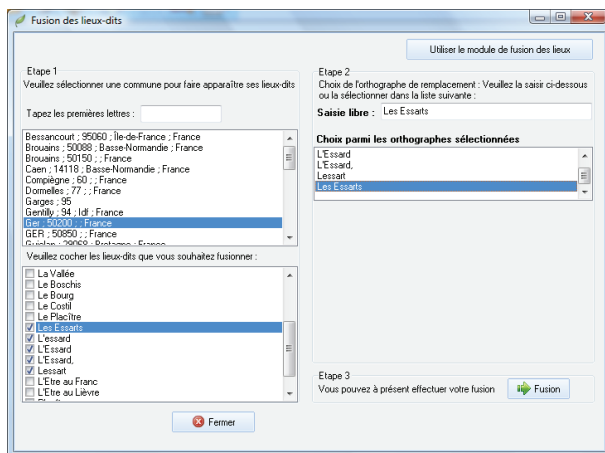 Fusion des lieux-dits
Utiliser le module de fusion des lieux
Etape 1
Veuillez sélectionner une commune pour faire apparaître ses lieux-dits
Tapez les premières lettres :
Bessancourt ; 95060 ; Île-de-France ; France
Brouains ; 50088 ; Basse-Normandie ; France
Brouains ; 50150 ; ; France
Caen ; 14118 ; Basse-Normandie ; France
Compiègne ; 60 ; ; France
Dormelles ; 77 ; ; France
Garges ; 95
Gentilly ; 94 ; Idf ; France
Ger ; 50200 ; ; France
GER ; 50850 ; ; France
Guiclan ; 29068 ; Bretagne ; France
Veuillez cocher les lieux-dits que vous souhaitez fusionner :
La Vallée
Le Boschis
Le Bourg
Le Costil
Le Placître
Les Essarts
L'essard
L'Essard
L'Essard,
Lessart
L'Etre au Franc
L'Etre au Lièvre
Fermer
Etape 2
Choix de l'orthographe de remplacement : Veuillez la saisir ci-dessous
ou la sélectionner dans la liste suivante :
Saisie libre : Les Essarts
Choix parmi les orthographes sélectionnées
L'Essard
L'Essard,
Lessart
Les Essarts
Etape 3
Vous pouvez à présent effectuer votre fusion
Fusion